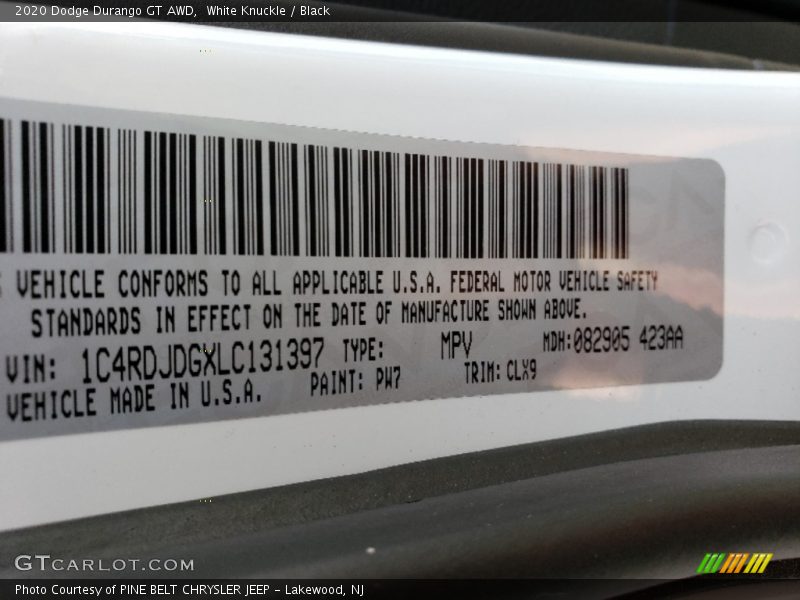 2020 Dodge Durango GT AWD, White Knuckle / Black
VEHICLE CONFORMS TO ALL APPLICABLE U.S.A. FEDERAL MOTOR VEHICLE SAFETY
STANDARDS IN EFFECT ON THE DATE OF MANUFACTURE SHOWN ABOVE.
VIN: 1C4RDJDGXLC131397 TYPE: MPV MDH:082905 423AA
VEHICLE MADE IN U.S.A. PAINT: PW7 TRIM: CLX9
GTCARLOT.COM
Photo Courtesy of PINE BELT CHRYSLER JEEP - Lakewood, NJ